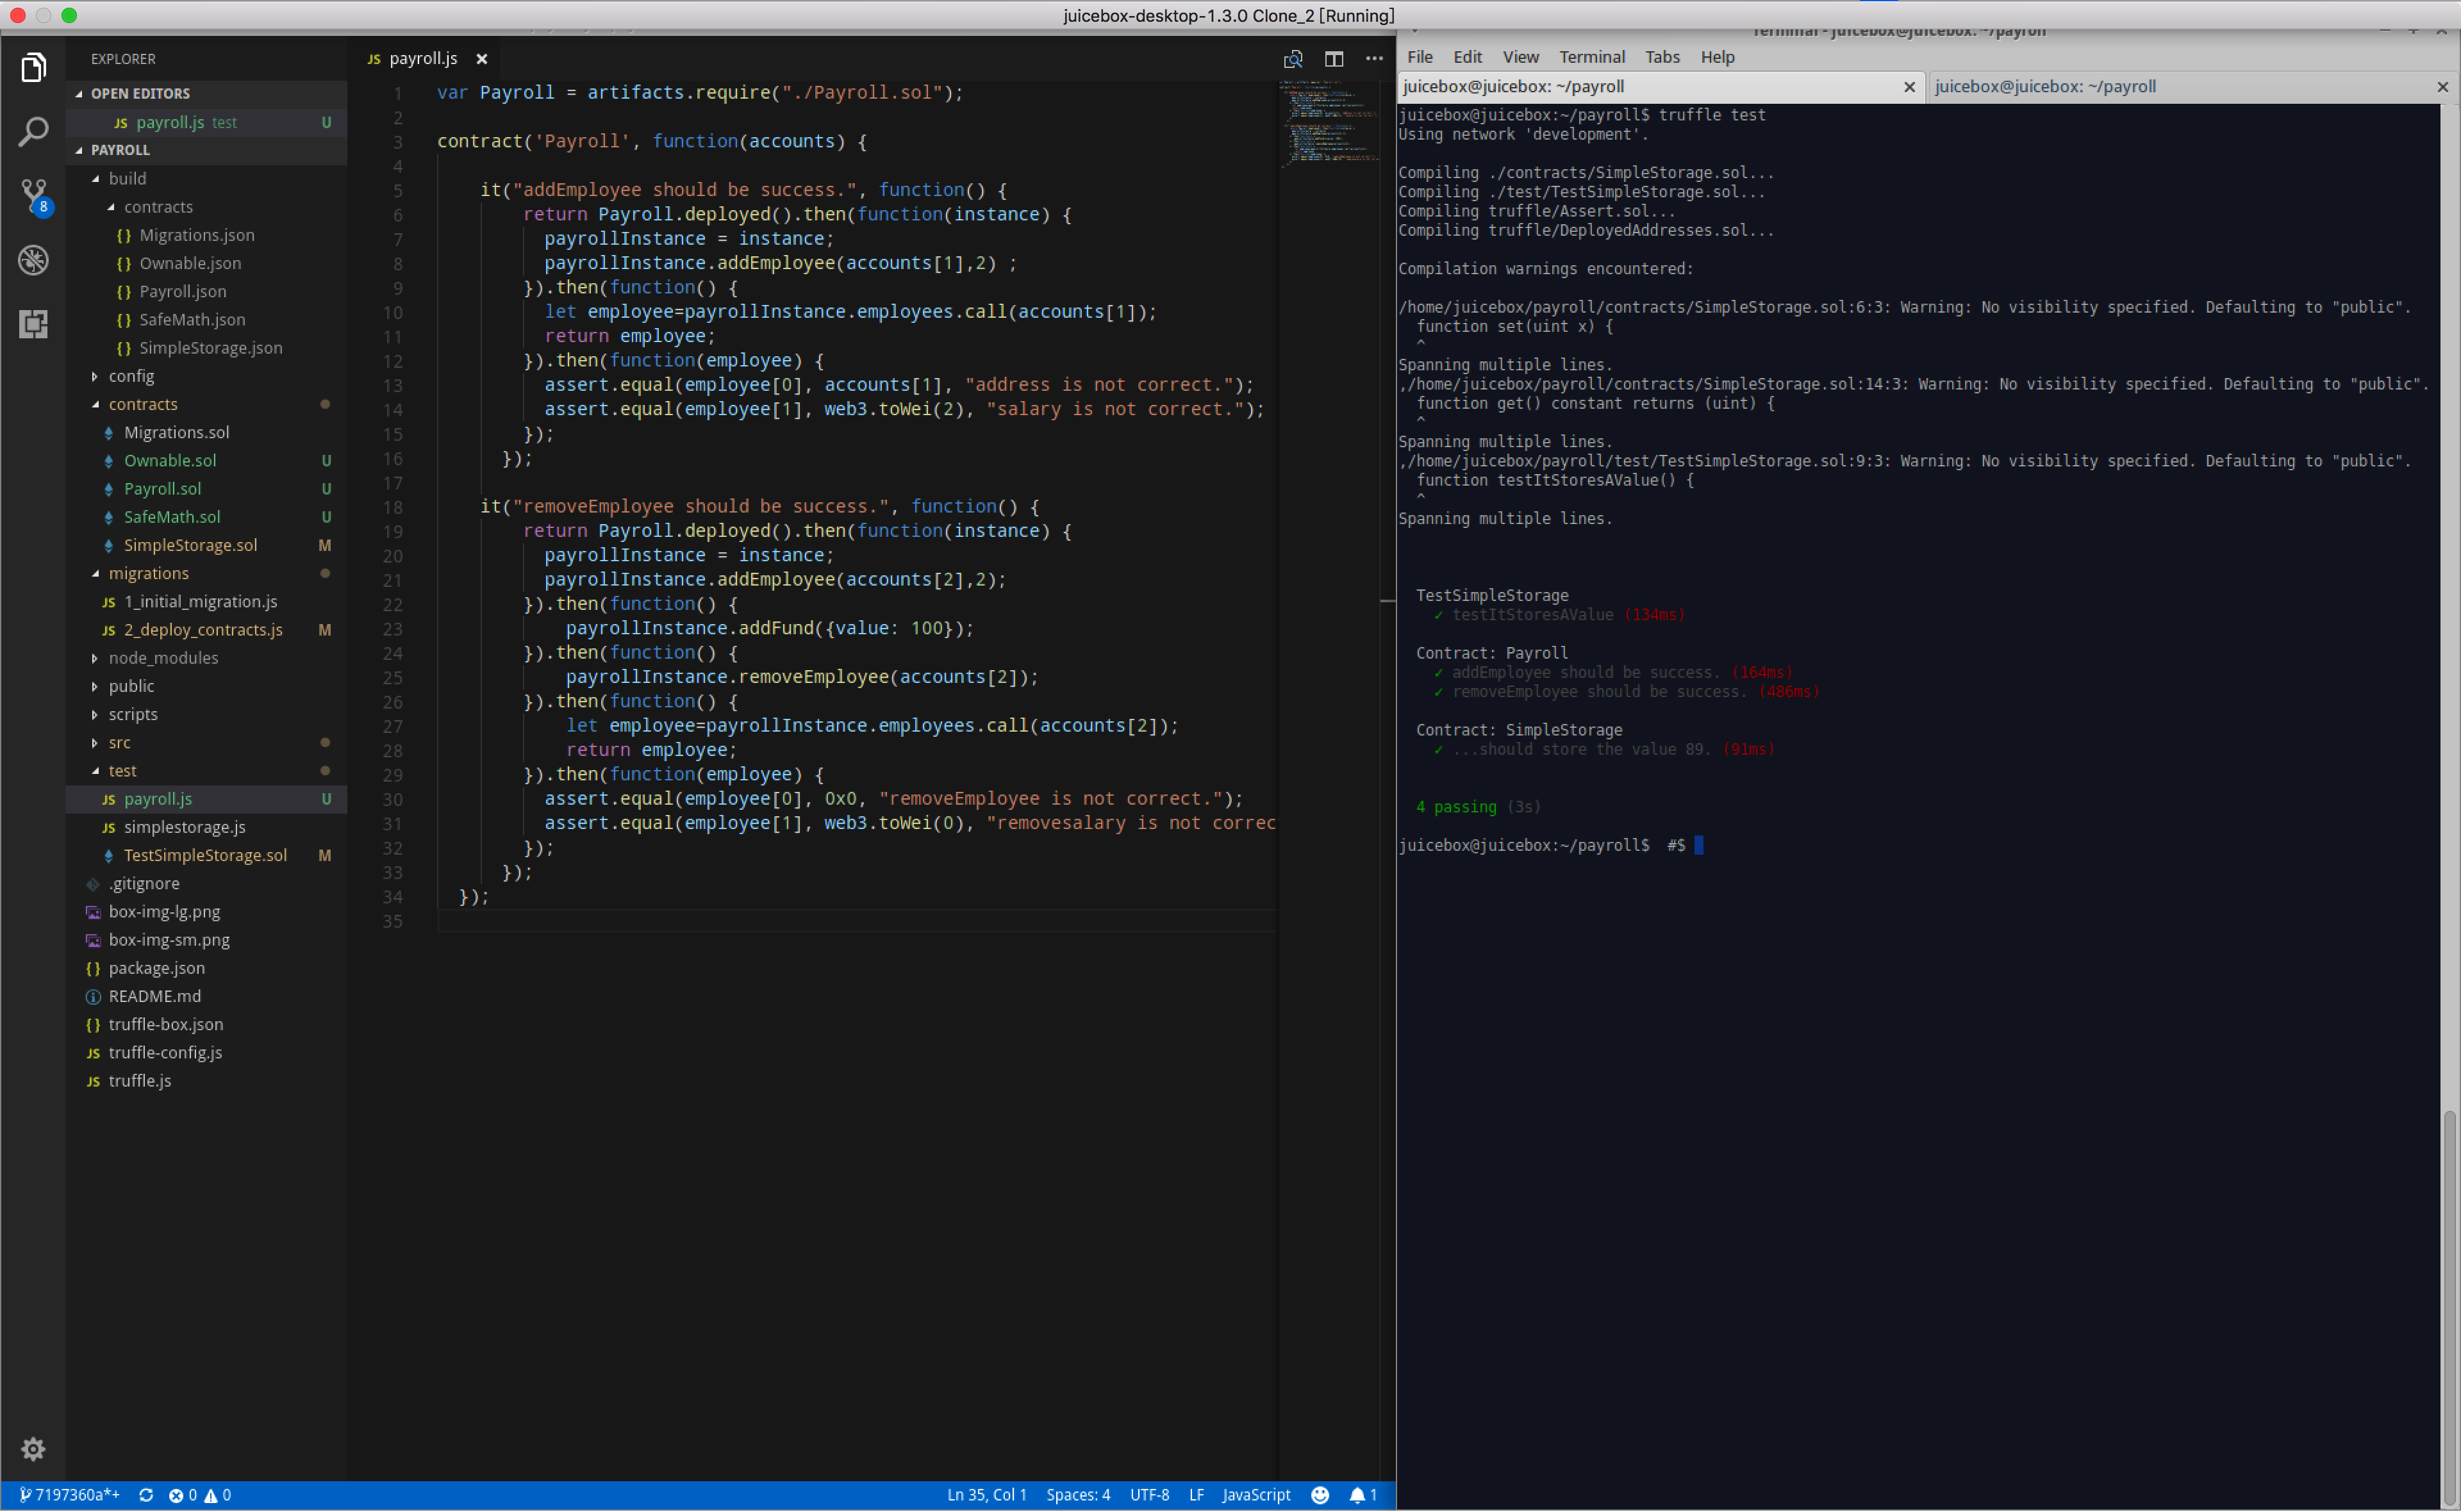 juicebox-desktop-1.3.0 Clone_2 [Running]
EXPLORER
OPEN EDITORS
JS payroll.js test U
PAYROLL
build
contracts
{} Migrations.json
{} Ownable.json
{} Payroll.json
{} SafeMath.json
{} SimpleStorage.json
config
contracts
Migrations.sol
Ownable.sol U
Payroll.sol U
SafeMath.sol U
SimpleStorage.sol M
migrations
JS 1_initial_migration.js
JS 2_deploy_contracts.js M
node_modules
public
scripts
src
test
JS payroll.js U
JS simplestorage.js
TestSimpleStorage.sol M
.gitignore
box-img-lg.png
box-img-sm.png
{} package.json
README.md
{} truffle-box.json
JS truffle-config.js
JS truffle.js
8
JS payroll.js
1 var Payroll = artifacts.require("./Payroll.sol");
2
3 contract('Payroll', function(accounts) {
4
5 it("addEmployee should be success.", function() {
6 return Payroll.deployed().then(function(instance) {
7 payrollInstance = instance;
8 payrollInstance.addEmployee(accounts[1],2) ;
9 }).then(function() {
10 let employee=payrollInstance.employees.call(accounts[1]);
11 return employee;
12 }).then(function(employee) {
13 assert.equal(employee[0], accounts[1], "address is not correct.");
14 assert.equal(employee[1], web3.toWei(2), "salary is not correct.");
15 });
16 });
17
18 it("removeEmployee should be success.", function() {
19 return Payroll.deployed().then(function(instance) {
20 payrollInstance = instance;
21 payrollInstance.addEmployee(accounts[2],2);
22 }).then(function() {
23 payrollInstance.addFund({value: 100});
24 }).then(function() {
25 payrollInstance.removeEmployee(accounts[2]);
26 }).then(function() {
27 let employee=payrollInstance.employees.call(accounts[2]);
28 return employee;
29 }).then(function(employee) {
30 assert.equal(employee[0], 0x0, "removeEmployee is not correct.");
31 assert.equal(employee[1], web3.toWei(0), "removesalary is not correc
32 });
33 });
34 });
35
7197360a*+ 0 0 Ln 35, Col 1 Spaces: 4 UTF-8 LF JavaScript 1
Terminal - juicebox@juicebox: ~/payroll
File Edit View Terminal Tabs Help
juicebox@juicebox: ~/payroll juicebox@juicebox: ~/payroll
juicebox@juicebox:~/payroll$ truffle test
Using network 'development'.
Compiling ./contracts/SimpleStorage.sol...
Compiling ./test/TestSimpleStorage.sol...
Compiling truffle/Assert.sol...
Compiling truffle/DeployedAddresses.sol...
Compilation warnings encountered:
/home/juicebox/payroll/contracts/SimpleStorage.sol:6:3: Warning: No visibility specified. Defaulting to "public".
function set(uint x) {
^
Spanning multiple lines.
,/home/juicebox/payroll/contracts/SimpleStorage.sol:14:3: Warning: No visibility specified. Defaulting to "public".
function get() constant returns (uint) {
^
Spanning multiple lines.
,/home/juicebox/payroll/test/TestSimpleStorage.sol:9:3: Warning: No visibility specified. Defaulting to "public".
function testItStoresAValue() {
^
Spanning multiple lines.
TestSimpleStorage
✓ testItStoresAValue (134ms)
Contract: Payroll
✓ addEmployee should be success. (164ms)
✓ removeEmployee should be success. (486ms)
Contract: SimpleStorage
✓ ...should store the value 89. (91ms)
4 passing (3s)
juicebox@juicebox:~/payroll$ #$